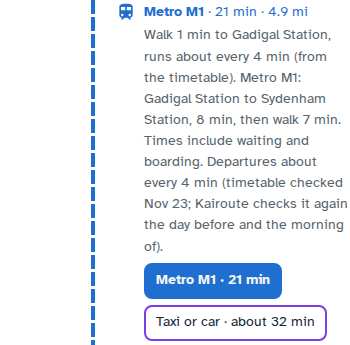 Metro M1 · 21 min · 4.9 mi
Walk 1 min to Gadigal Station,
runs about every 4 min (from
the timetable). Metro M1:
Gadigal Station to Sydenham
Station, 8 min, then walk 7 min.
Times include waiting and
boarding. Departures about
every 4 min (timetable checked
Nov 23; Kairoute checks it again
the day before and the morning
of).
Metro M1 · 21 min
Taxi or car · about 32 min